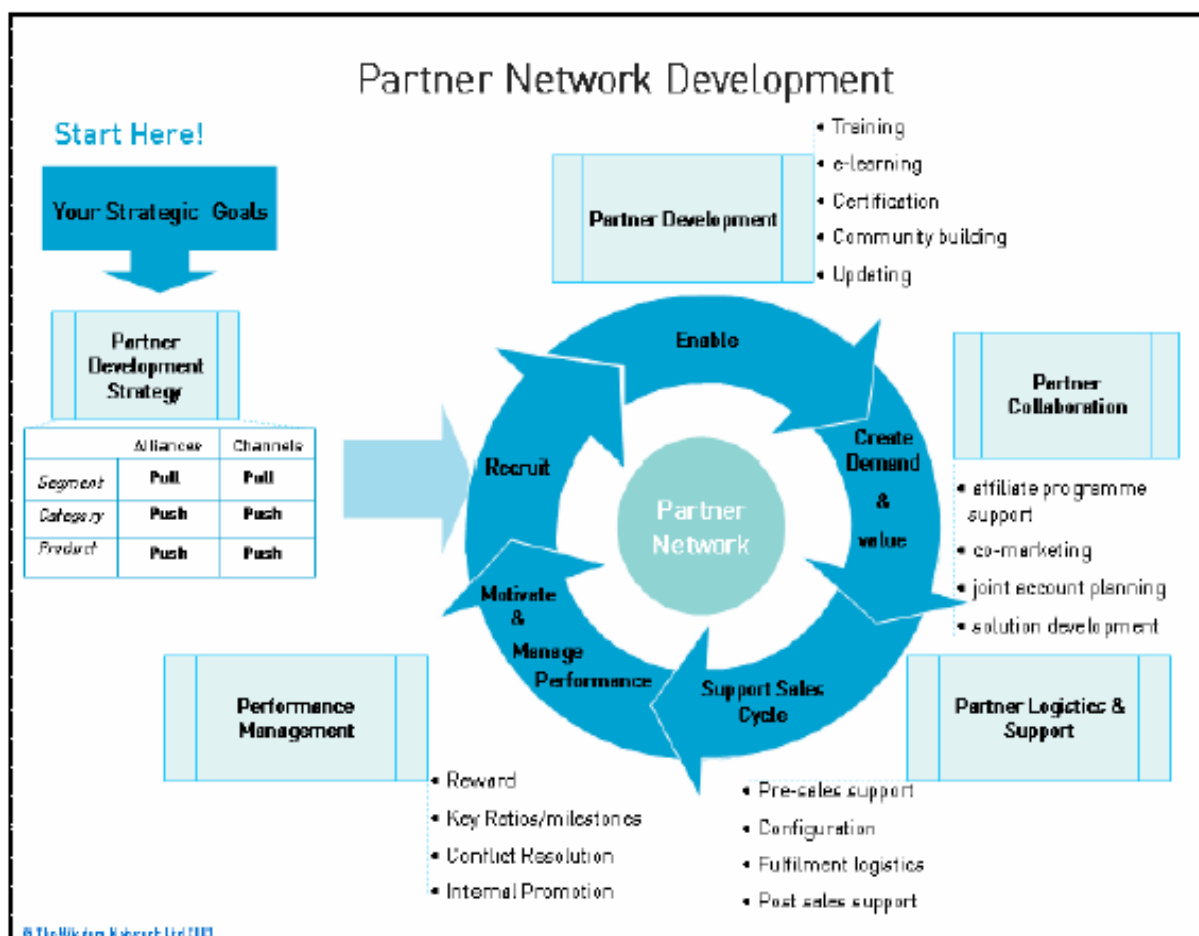 Partner Network Development
Start Here!
Your Strategic Goals
Partner
Development
Strategy
Alliances Channels
Segment Pull Pull
Category Push Push
Product Push Push
Partner Development
• Training
• e-learning
• Certification
• Community building
• Updating
Enable
Recruit
Create
Demand
&
value
Partner
Network
Motivate
&
Manage
Performance
Support Sales
Cycle
Partner
Collaboration
• affiliate programme
support
• co-marketing
• joint account planning
• solution development
Performance
Management
• Reward
• Key Ratios/milestones
• Conflict Resolution
• Internal Promotion
Partner Logistics &
Support
• Pre-sales support
• Configuration
• Fulfilment logistics
• Post sales support
© The Network Ltd